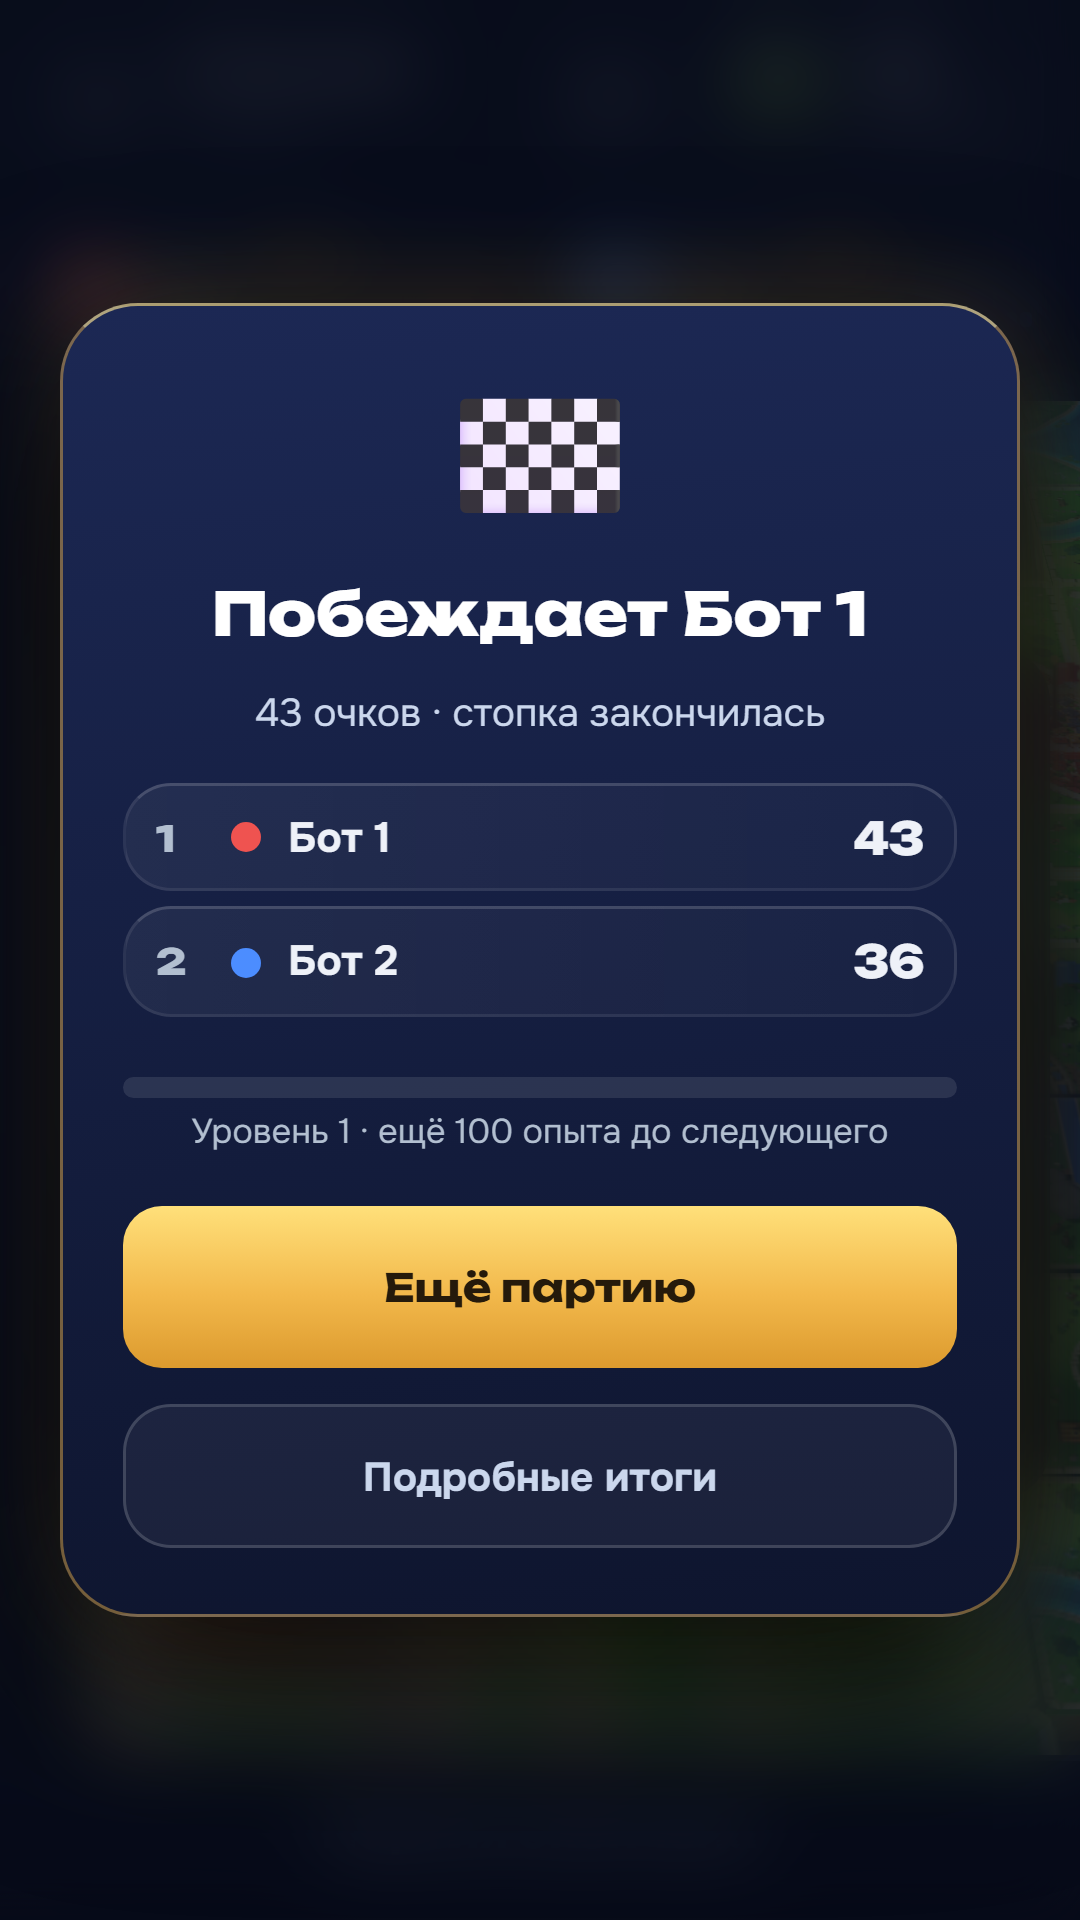 Побеждает Бот 1
43 очков · стопка закончилась
1 Бот 1 43
2 Бот 2 36
Уровень 1 · ещё 100 опыта до следующего
Ещё партию
Подробные итоги